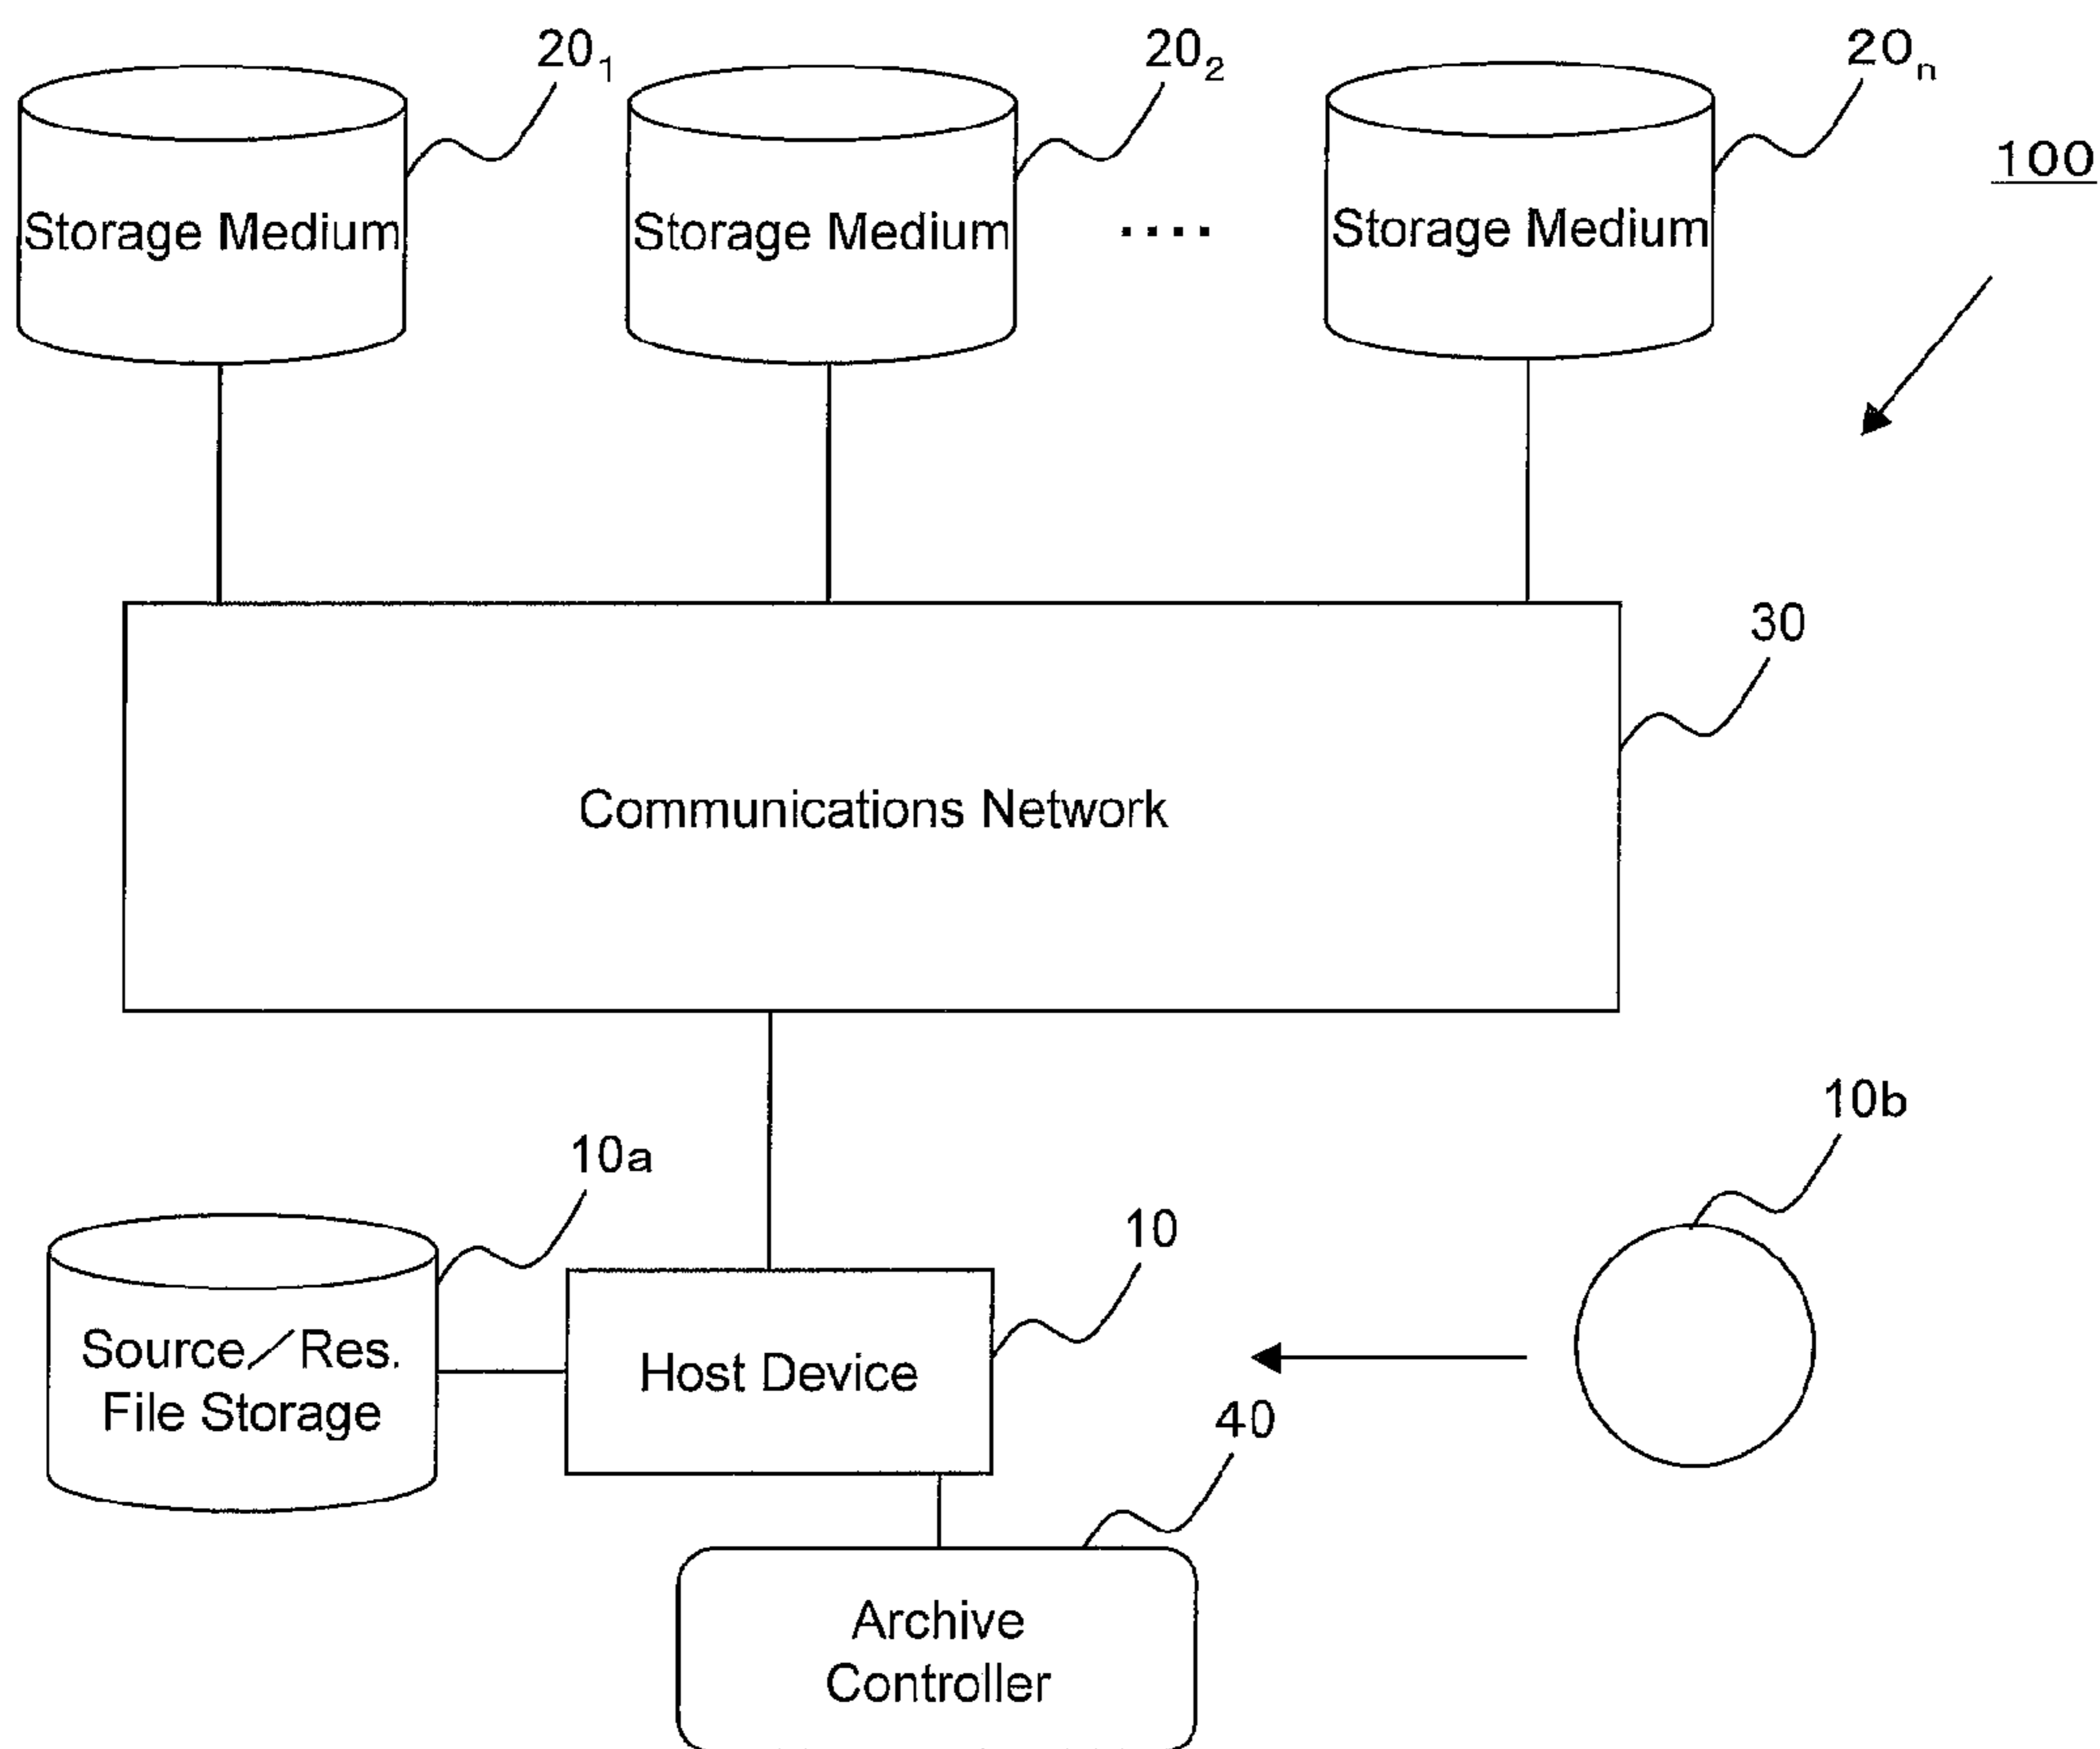 20₁
20₂
20ₙ
100
Storage Medium
Storage Medium
....
Storage Medium
30
Communications Network
10b
10a
10
Source/Res.
File Storage
Host Device
40
Archive
Controller